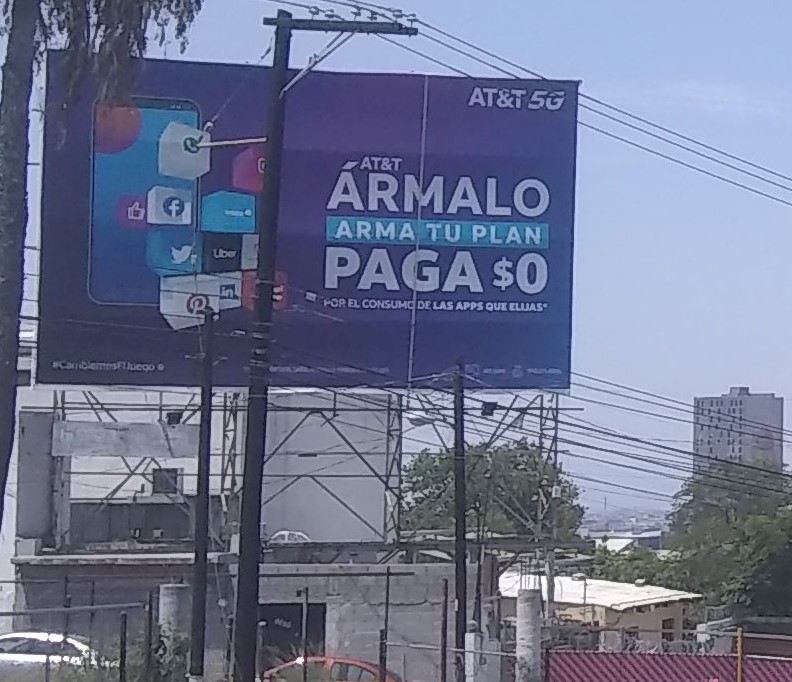 AT&T 5G
AT&T
ÁRMALO
ARMA TU PLAN
PAGA $0
POR EL CONSUMO DE LAS APPS QUE ELIJAS*
Uber
in
#CambiemosElJuego